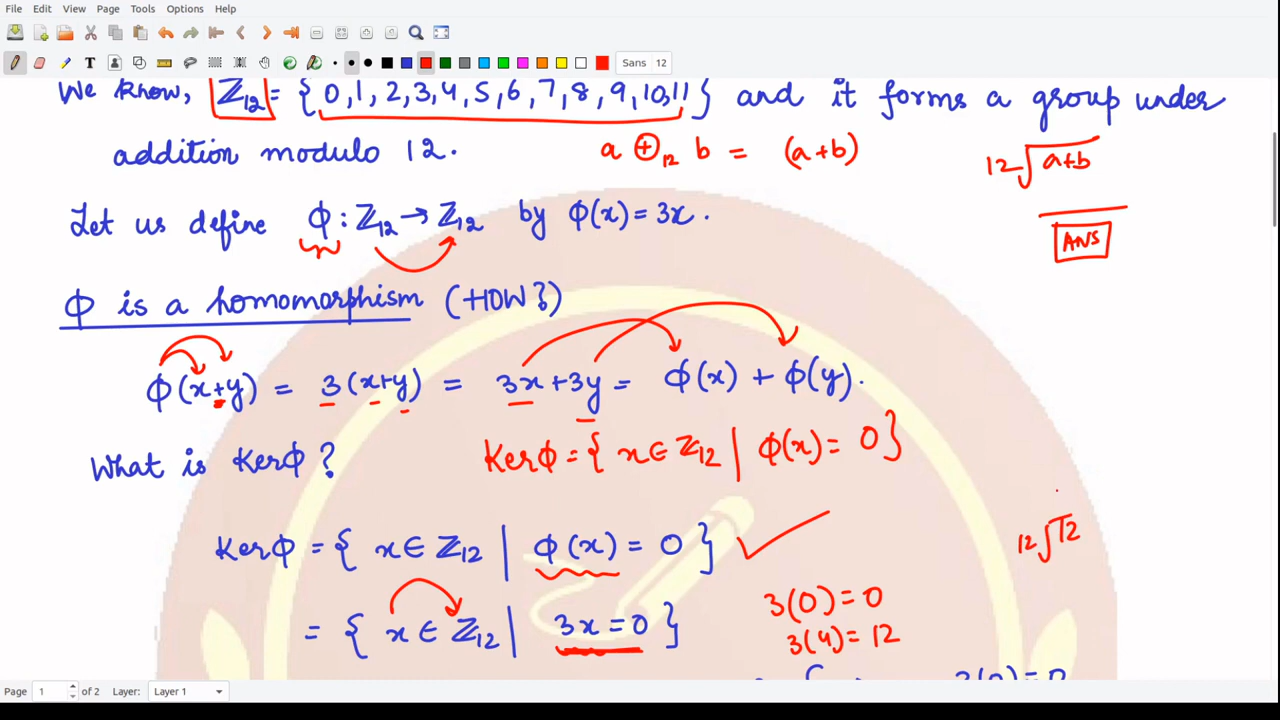 File Edit View Page Tools Options Help
T Sans 12
We know, ℤ₁₂ = { 0, 1, 2, 3, 4, 5, 6, 7, 8, 9, 10, 11 } and it forms a group under
addition modulo 12. a ⊕₁₂ b = (a+b) 12√a+b
Let us define Φ : ℤ₁₂ → ℤ₁₂ by Φ(x) = 3x.
ANS
Φ is a homomorphism (HOW?)
Φ(x+y) = 3(x+y) = 3x+3y = Φ(x) + Φ(y).
What is KerΦ? KerΦ = { x ∈ ℤ₁₂ | Φ(x) = 0 }
KerΦ = { x ∈ ℤ₁₂ | Φ(x) = 0 } 12√12
= { x ∈ ℤ₁₂ | 3x = 0 } 3(0) = 0
3(4) = 12
3(0) = 0
Page 1 of 2 Layer: Layer 1